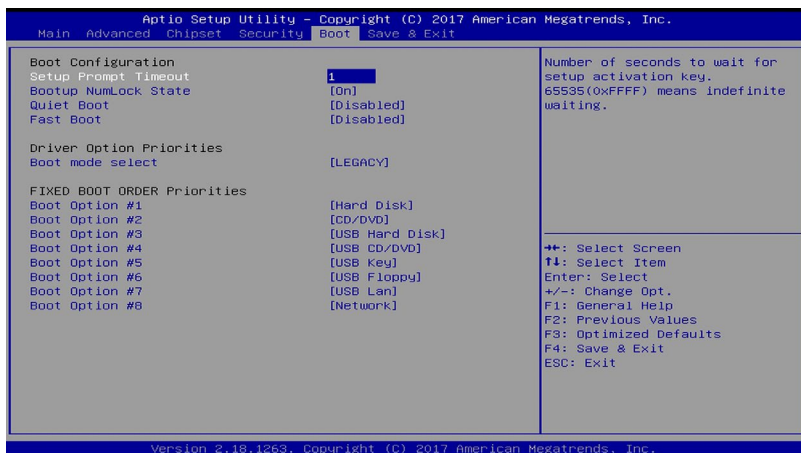 Aptio Setup Utility – Copyright (C) 2017 American Megatrends, Inc.
Main Advanced Chipset Security Boot Save & Exit
Boot Configuration
Setup Prompt Timeout 1
Bootup NumLock State [On]
Quiet Boot [Disabled]
Fast Boot [Disabled]
Driver Option Priorities
Boot mode select [LEGACY]
FIXED BOOT ORDER Priorities
Boot Option #1 [Hard Disk]
Boot Option #2 [CD/DVD]
Boot Option #3 [USB Hard Disk]
Boot Option #4 [USB CD/DVD]
Boot Option #5 [USB Key]
Boot Option #6 [USB Floppy]
Boot Option #7 [USB Lan]
Boot Option #8 [Network]
Number of seconds to wait for
setup activation key.
65535(0xFFFF) means indefinite
waiting.
→←: Select Screen
↑↓: Select Item
Enter: Select
+/-: Change Opt.
F1: General Help
F2: Previous Values
F3: Optimized Defaults
F4: Save & Exit
ESC: Exit
Version 2.18.1263. Copyright (C) 2017 American Megatrends, Inc.